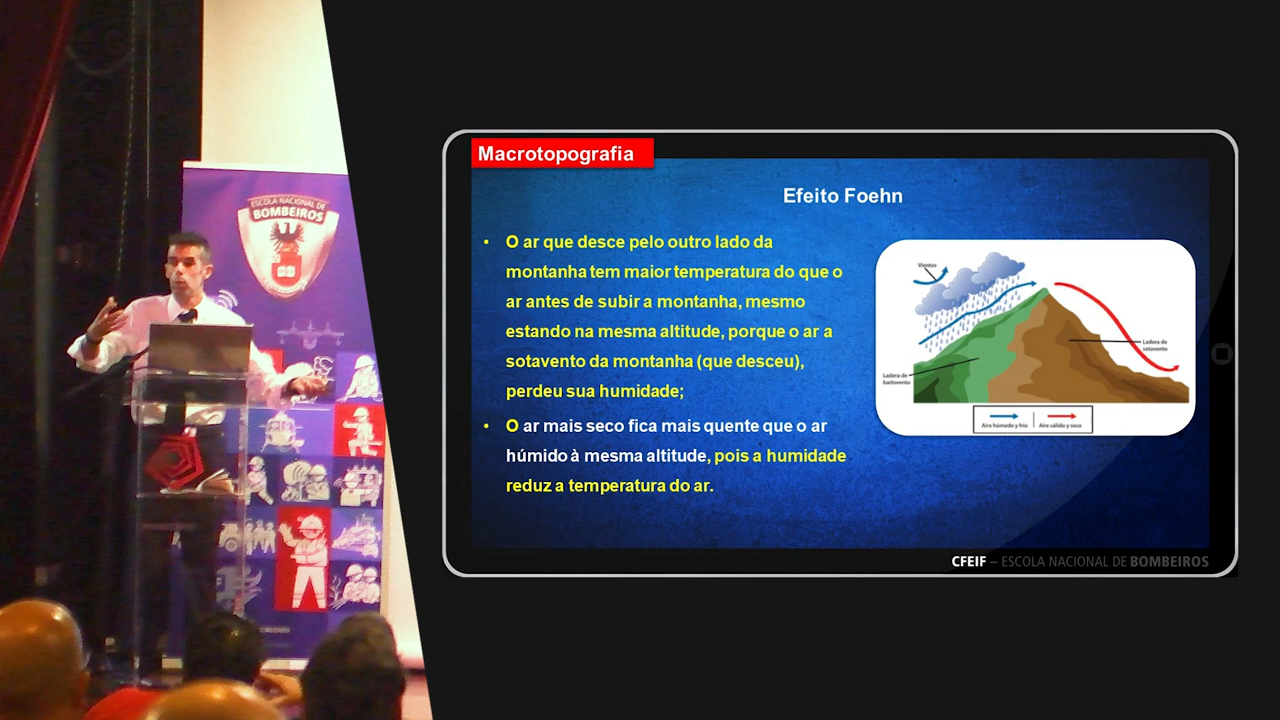 ESCOLA NACIONAL DE
BOMBEIROS
Macrotopografia
Efeito Foehn
• O ar que desce pelo outro lado da
montanha tem maior temperatura do que o
ar antes de subir a montanha, mesmo
estando na mesma altitude, porque o ar a
sotavento da montanha (que desceu),
perdeu sua humidade;
• O ar mais seco fica mais quente que o ar
húmido à mesma altitude, pois a humidade
reduz a temperatura do ar.
Vientos
Ladera de
sotavento
Ladera de
barlovento
Aire húmedo y frío
Aire cálido y seco
CFEIF – ESCOLA NACIONAL DE BOMBEIROS